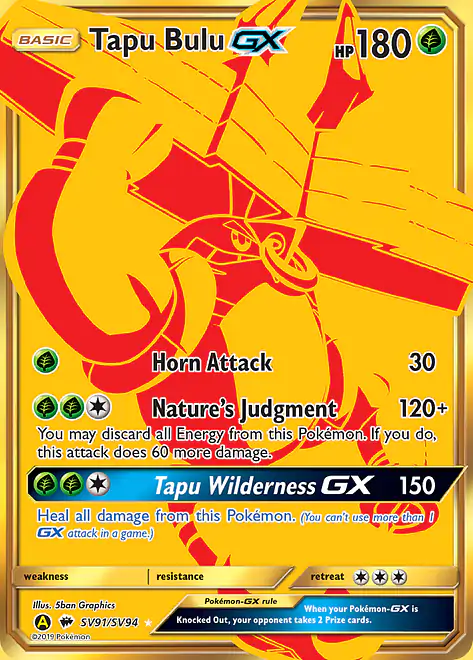 BASIC Tapu Bulu GX HP 180
Horn Attack 30
Nature's Judgment 120+
You may discard all Energy from this Pokémon. If you do,
this attack does 60 more damage.
Tapu Wilderness GX 150
Heal all damage from this Pokémon. (You can't use more than 1
GX attack in a game.)
weakness resistance retreat
Illus. 5ban Graphics
A SV91/SV94
©2019 Pokémon
Pokémon-GX rule
When your Pokémon-GX is
Knocked Out, your opponent takes 2 Prize cards.